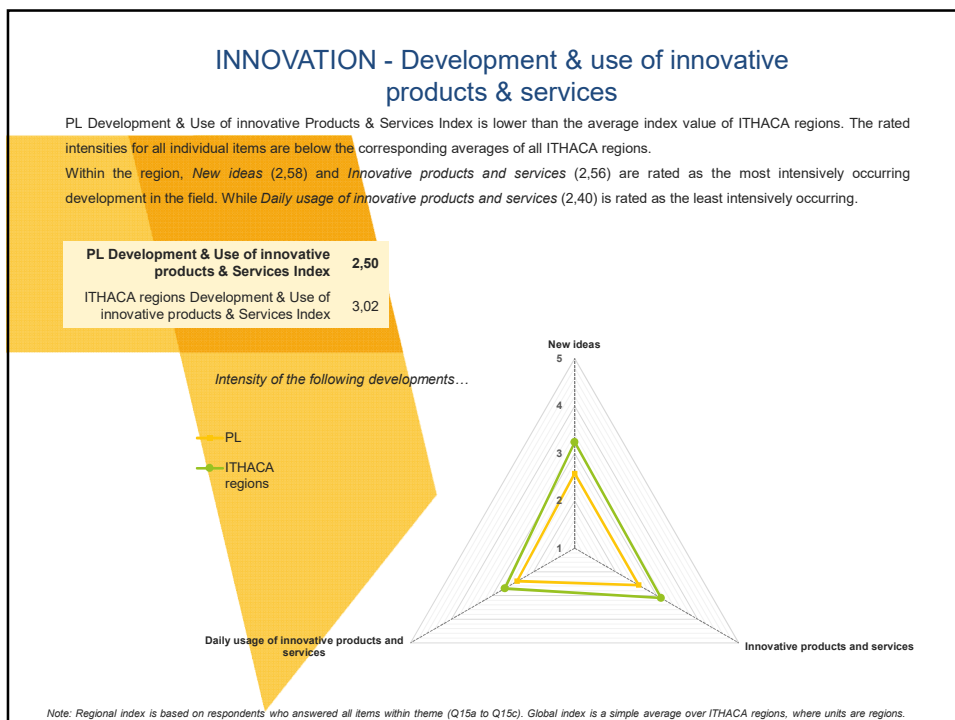 INNOVATION - Development & use of innovative
products & services
PL Development & Use of innovative Products & Services Index is lower than the average index value of ITHACA regions. The rated
intensities for all individual items are below the corresponding averages of all ITHACA regions.
Within the region, New ideas (2,58) and Innovative products and services (2,56) are rated as the most intensively occurring
development in the field. While Daily usage of innovative products and services (2,40) is rated as the least intensively occurring.
PL Development & Use of innovative
products & Services Index 2,50
ITHACA regions Development & Use of
innovative products & Services Index 3,02
Intensity of the following developments…
PL
ITHACA
regions
New ideas
5
4
3
2
1
Daily usage of innovative products and
services
Innovative products and services
Note: Regional index is based on respondents who answered all items within theme (Q15a to Q15c). Global index is a simple average over ITHACA regions, where units are regions.